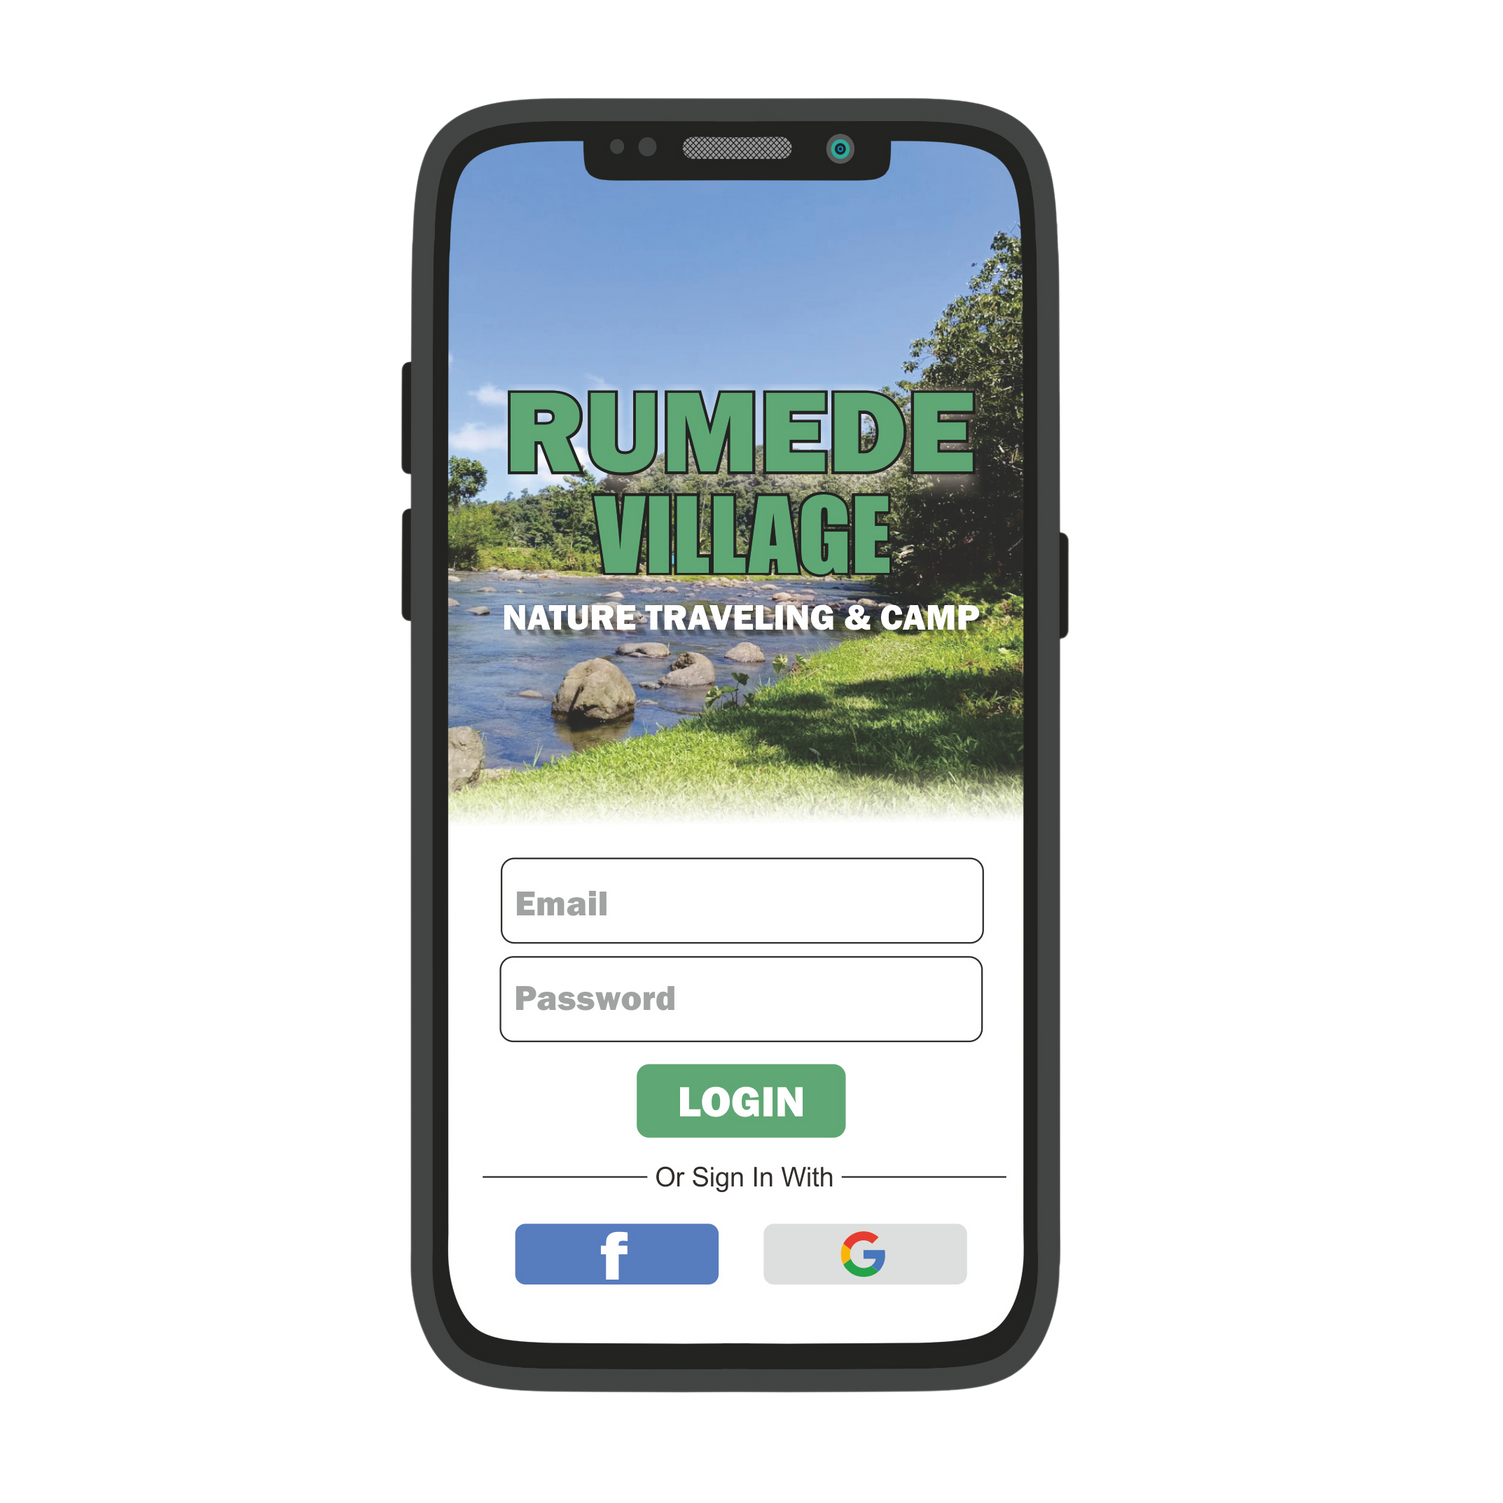 RUMEDE
VILLAGE
NATURE TRAVELING & CAMP
Email
Password
LOGIN
Or Sign In With
f
G